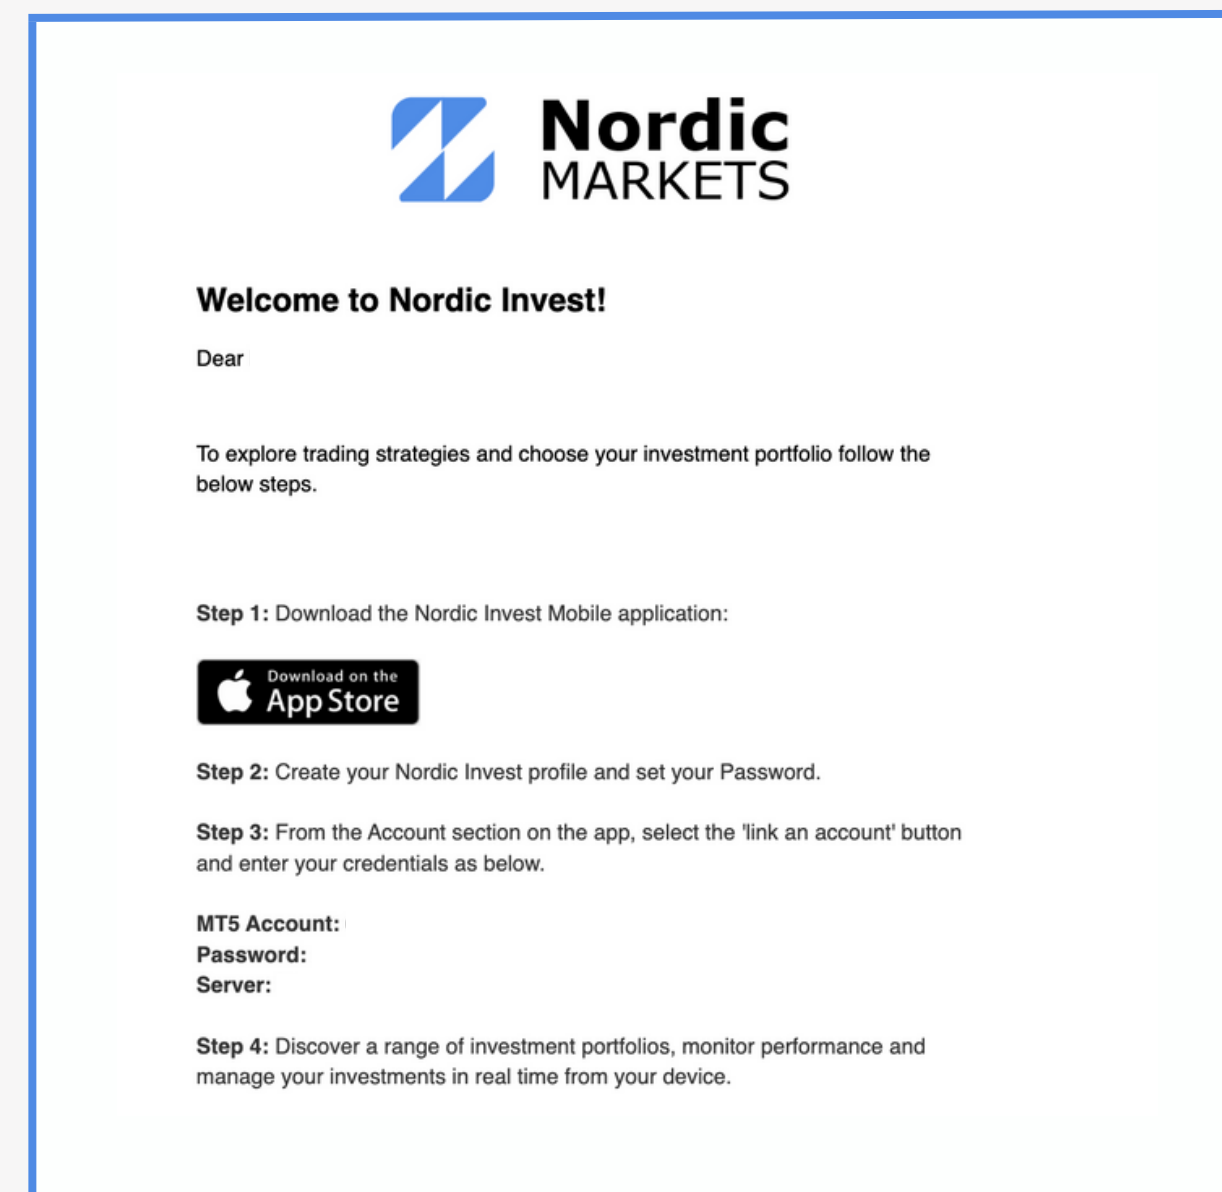 Nordic
MARKETS
Welcome to Nordic Invest!
Dear
To explore trading strategies and choose your investment portfolio follow the
below steps.
Step 1: Download the Nordic Invest Mobile application:
Download on the
App Store
Step 2: Create your Nordic Invest profile and set your Password.
Step 3: From the Account section on the app, select the 'link an account' button
and enter your credentials as below.
MT5 Account:
Password:
Server:
Step 4: Discover a range of investment portfolios, monitor performance and
manage your investments in real time from your device.